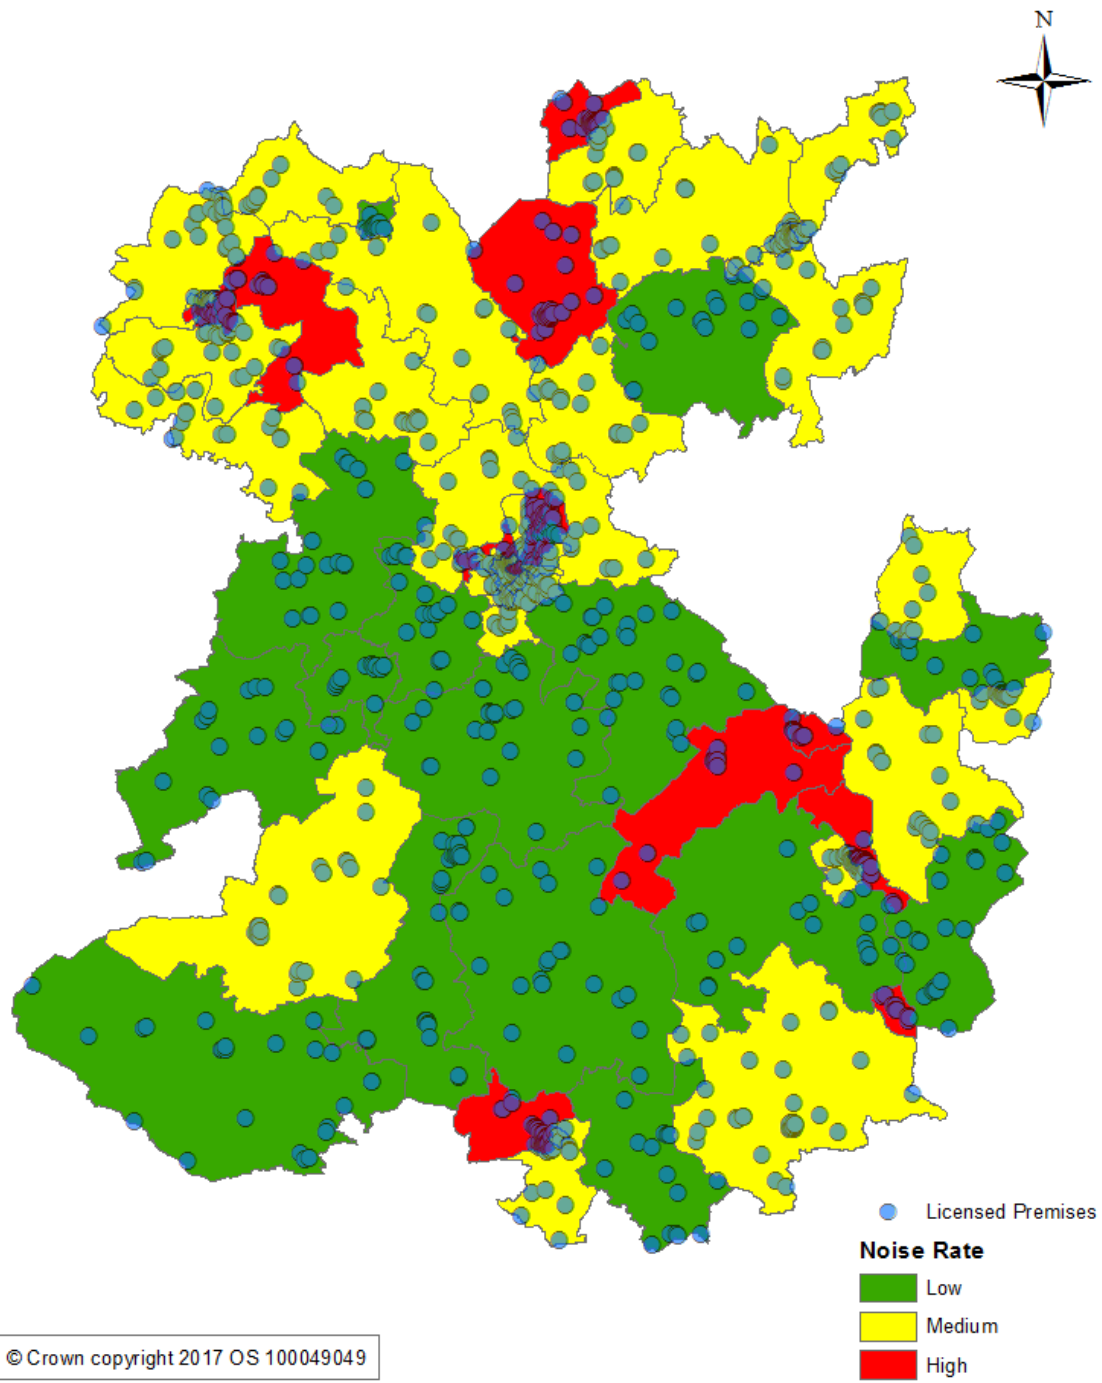 N
Licensed Premises
Noise Rate
Low
Medium
High
© Crown copyright 2017 OS 100049049